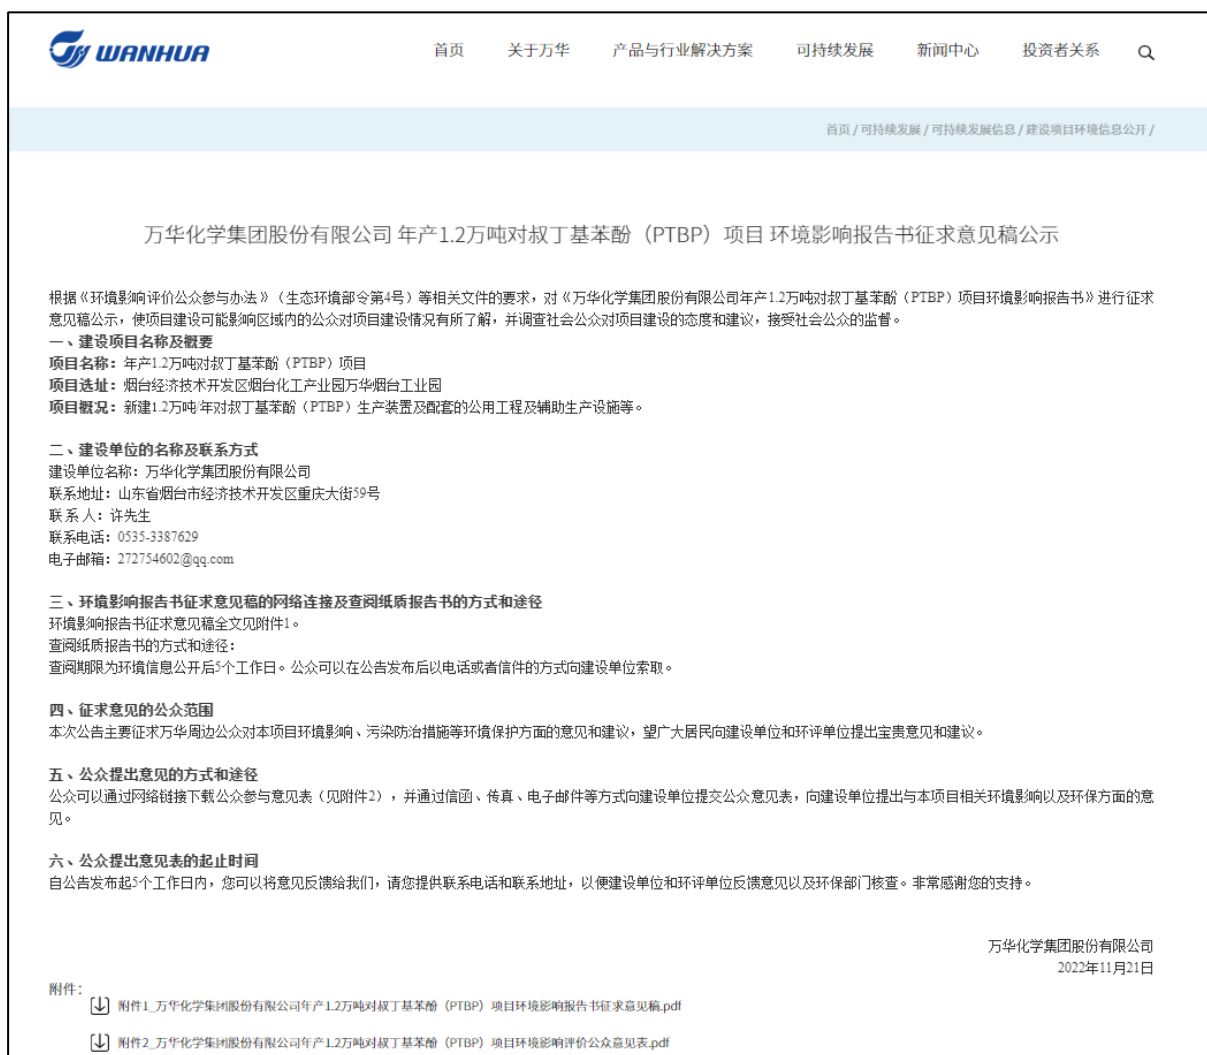 WANHUA
首页 关于万华 产品与行业解决方案 可持续发展 新闻中心 投资者关系
首页 / 可持续发展 / 可持续发展信息 / 建设项目环境信息公开 /
万华化学集团股份有限公司 年产1.2万吨对叔丁基苯酚（PTBP）项目 环境影响报告书征求意见稿公示
根据《环境影响评价公众参与办法》（生态环境部令第4号）等相关文件的要求，对《万华化学集团股份有限公司年产1.2万吨对叔丁基苯酚（PTBP）项目环境影响报告书》进行征求
意见稿公示，使项目建设可能影响区域内的公众对项目建设情况有所了解，并调查社会公众对项目建设的态度和建议，接受社会公众的监督。
一、建设项目名称及概要
项目名称：年产1.2万吨对叔丁基苯酚（PTBP）项目
项目选址：烟台经济技术开发区烟台化工产业园万华烟台工业园
项目概况：新建1.2万吨/年对叔丁基苯酚（PTBP）生产装置及配套的公用工程及辅助生产设施等。
二、建设单位的名称及联系方式
建设单位名称：万华化学集团股份有限公司
联系地址：山东省烟台市经济技术开发区重庆大街59号
联 系 人：许先生
联系电话：0535-3387629
电子邮箱：272754602@qq.com
三、环境影响报告书征求意见稿的网络连接及查阅纸质报告书的方式和途径
环境影响报告书征求意见稿全文见附件1。
查阅纸质报告书的方式和途径：
查阅期限为环境信息公开后5个工作日。公众可以在公告发布后以电话或者信件的方式向建设单位索取。
四、征求意见的公众范围
本次公告主要征求万华周边公众对本项目环境影响、污染防治措施等环境保护方面的意见和建议，望广大居民向建设单位和环评单位提出宝贵意见和建议。
五、公众提出意见的方式和途径
公众可以通过网络链接下载公众参与意见表（见附件2），并通过信函、传真、电子邮件等方式向建设单位提交公众意见表，向建设单位提出与本项目相关环境影响以及环保方面的意
见。
六、公众提出意见表的起止时间
自公告发布起5个工作日内，您可以将意见反馈给我们，请您提供联系电话和联系地址，以便建设单位和环评单位反馈意见以及环保部门核查。非常感谢您的支持。
万华化学集团股份有限公司
2022年11月21日
附件：
附件1_万华化学集团股份有限公司年产1.2万吨对叔丁基苯酚（PTBP）项目环境影响报告书征求意见稿.pdf
附件2_万华化学集团股份有限公司年产1.2万吨对叔丁基苯酚（PTBP）项目环境影响评价公众意见表.pdf